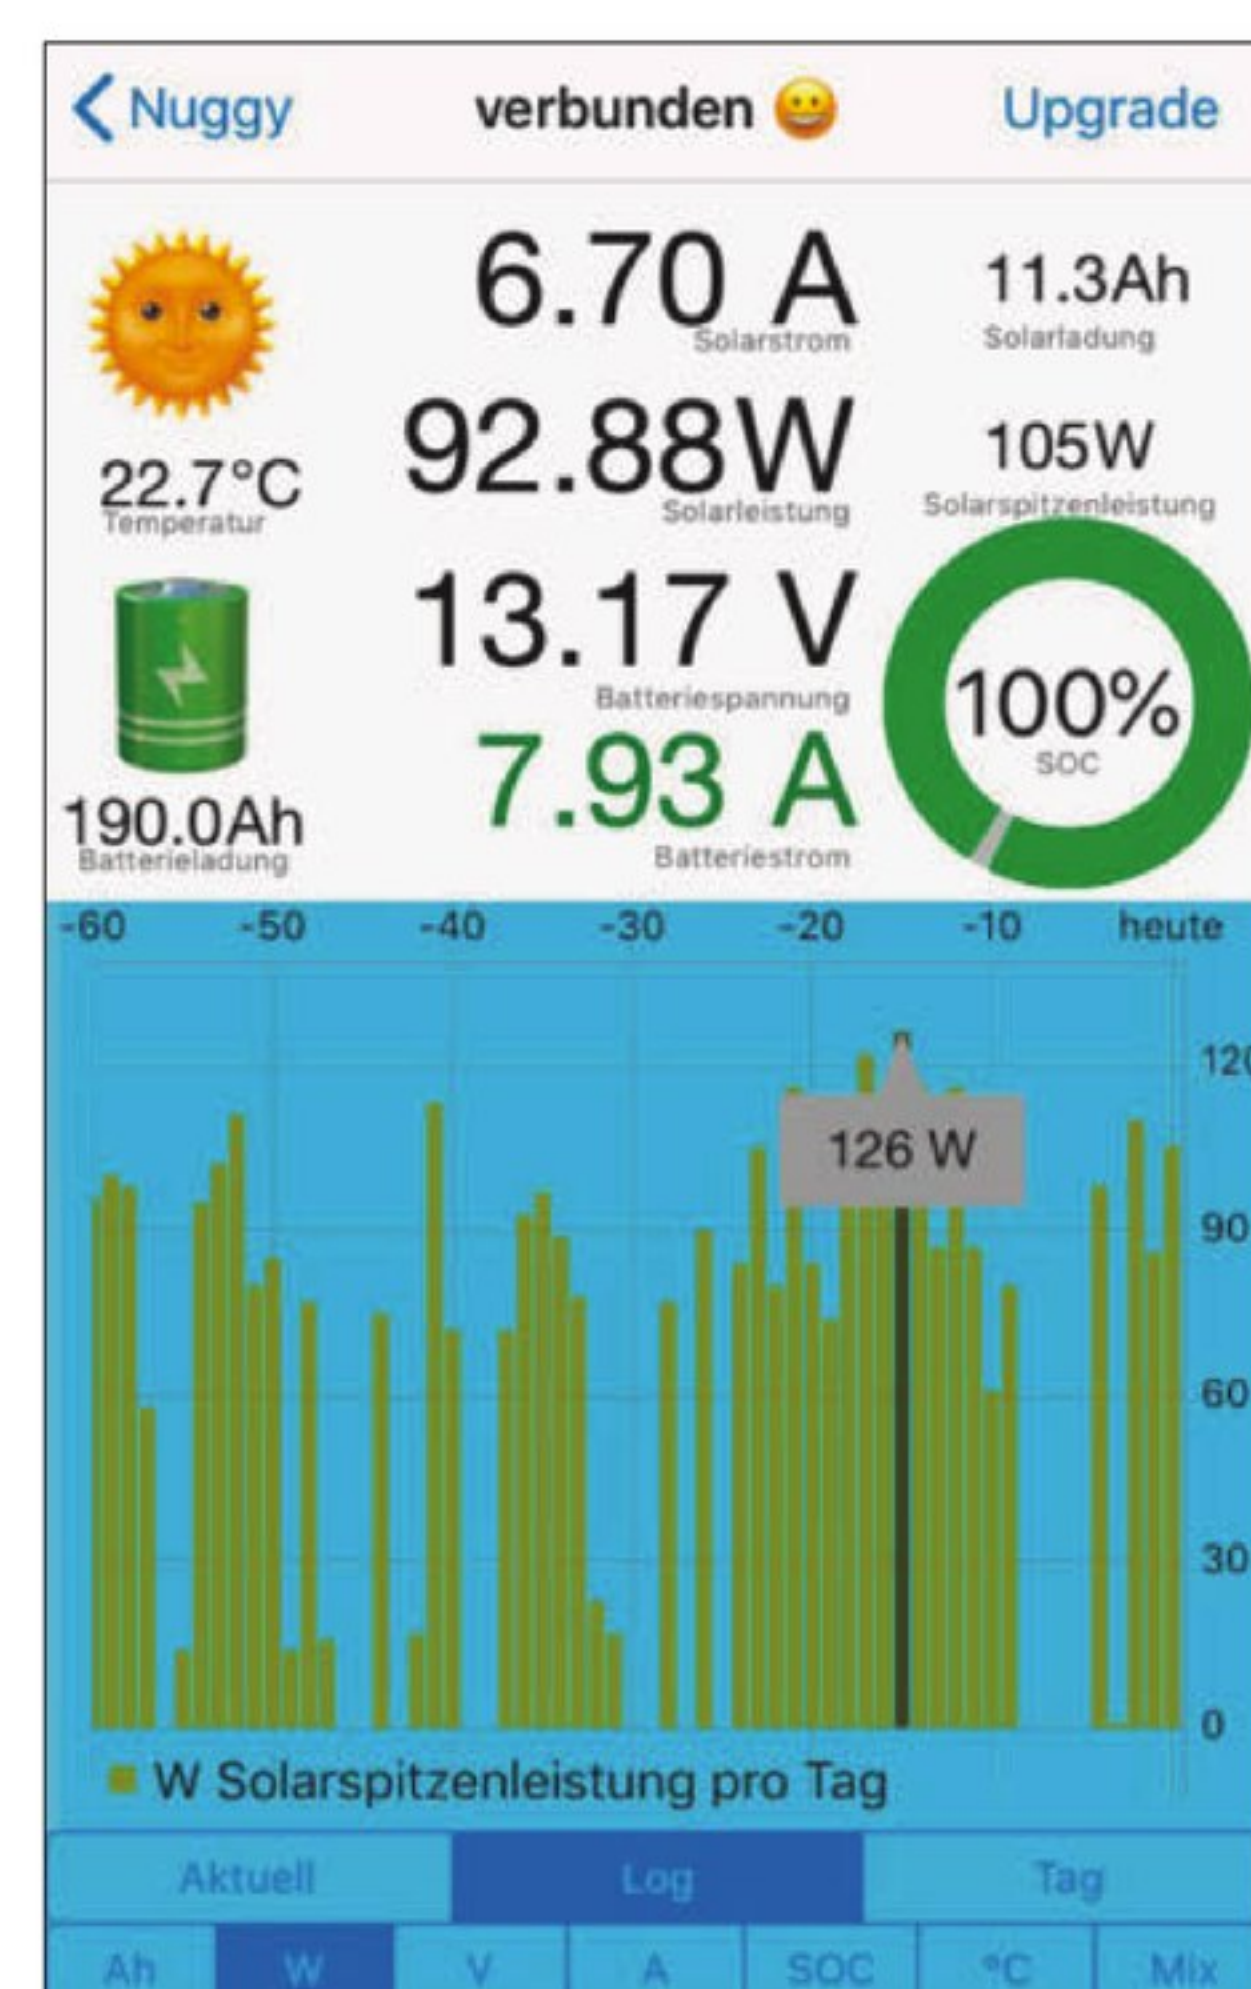 Nuggy verbunden 😀 Upgrade
6.70 A
Solarstrom
11.3Ah
Solarladung
92.88W
Solarleistung
105W
Solarspitzenleistung
22.7°C
Temperatur
13.17 V
Batteriespannung
100%
SOC
7.93 A
Batteriestrom
190.0Ah
Batterieladung
-60 -50 -40 -30 -20 -10 heute
120
126 W
90
60
30
0
W Solarspitzenleistung pro Tag
Aktuell Log Tag
Ah W V A SOC °C Mix